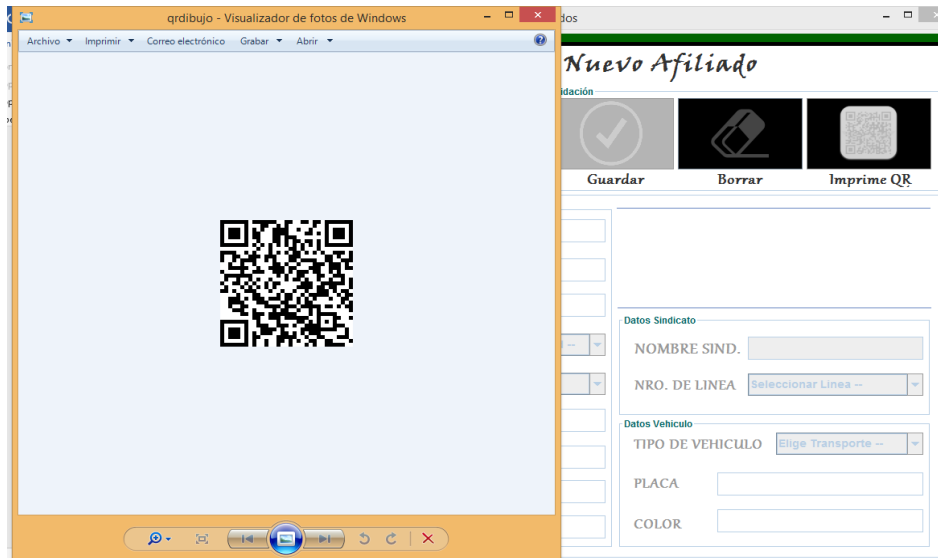 qrdibujo - Visualizador de fotos de Windows
Archivo Imprimir Correo electrónico Grabar Abrir
dos
Nuevo Afiliado
idación
Guardar Borrar Imprime QR
Datos Sindicato
NOMBRE SIND.
NRO. DE LINEA Seleccionar Linea --
Datos Vehiculo
TIPO DE VEHICULO Elige Transporte --
PLACA
COLOR